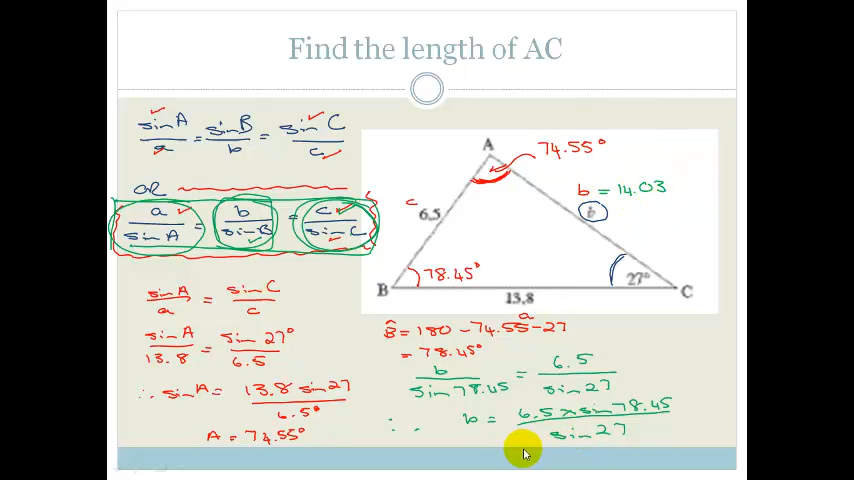 Find the length of AC
sin A / a = sin B / b = sin C / c
OR
a / sin A = b / sin B = c / sin C
sin A / a = sin C / c
sin A / 13.8 = sin 27° / 6.5
∴ sin A = 13.8 sin 27 / 6.5°
A = 74.55°
A
74.55°
b = 14.03
b
c
6,5
78.45°
27°
B
13,8
C
a
B̂ = 180 - 74.55 - 27
= 78.45°
b / sin 78.45 = 6.5 / sin 27
∴ b = 6.5 x sin 78.45 / sin 27